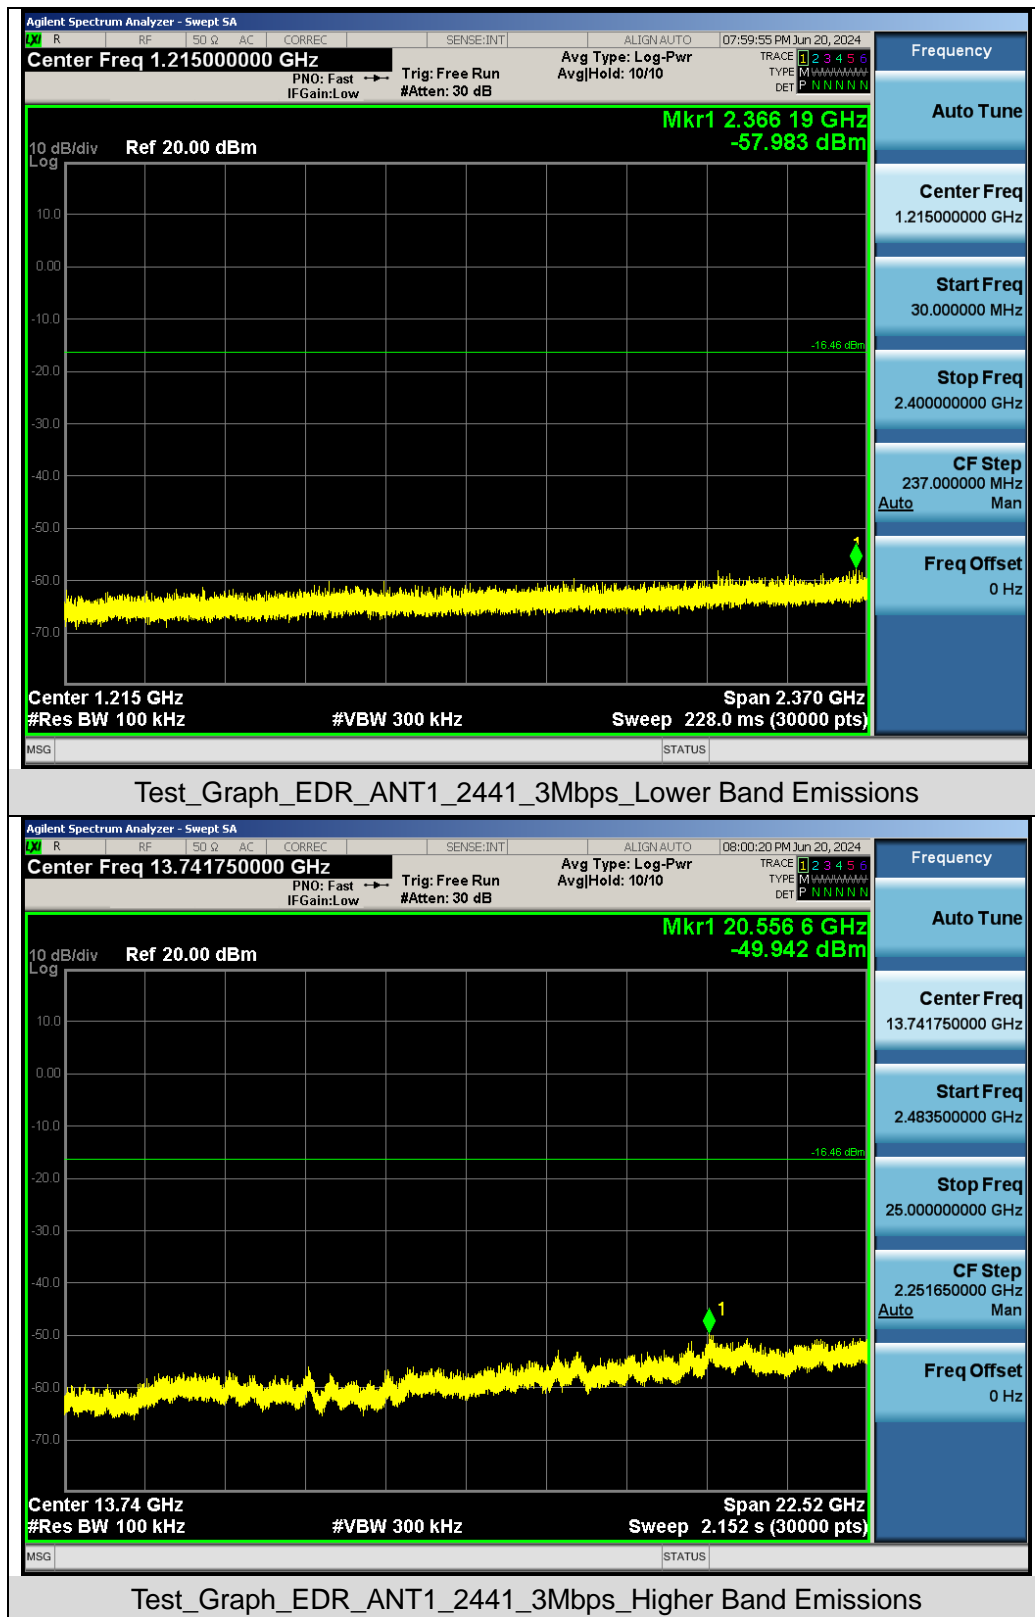 Agilent Spectrum Analyzer - Swept SA
LXI R RF 50 Ω AC CORREC SENSE:INT ALIGN AUTO 07:59:55 PM Jun 20, 2024
Center Freq 1.215000000 GHz
PNO: Fast
IFGain:Low
Trig: Free Run
#Atten: 30 dB
Avg Type: Log-Pwr
Avg|Hold: 10/10
TRACE 1 2 3 4 5 6
TYPE M WWWWW
DET P N N N N N
Mkr1 2.366 19 GHz
-57.983 dBm
10 dB/div Ref 20.00 dBm
Log
10.0
0.00
-10.0
-16.46 dBm
-20.0
-30.0
-40.0
-50.0
1
-60.0
-70.0
Center 1.215 GHz Span 2.370 GHz
#Res BW 100 kHz #VBW 300 kHz Sweep 228.0 ms (30000 pts)
MSG STATUS
Frequency
Auto Tune
Center Freq
1.215000000 GHz
Start Freq
30.000000 MHz
Stop Freq
2.400000000 GHz
CF Step
237.000000 MHz
Auto Man
Freq Offset
0 Hz
Test_Graph_EDR_ANT1_2441_3Mbps_Lower Band Emissions
Agilent Spectrum Analyzer - Swept SA
LXI R RF 50 Ω AC CORREC SENSE:INT ALIGN AUTO 08:00:20 PM Jun 20, 2024
Center Freq 13.741750000 GHz
PNO: Fast
IFGain:Low
Trig: Free Run
#Atten: 30 dB
Avg Type: Log-Pwr
Avg|Hold: 10/10
TRACE 1 2 3 4 5 6
TYPE M WWWWW
DET P N N N N N
Mkr1 20.556 6 GHz
-49.942 dBm
10 dB/div Ref 20.00 dBm
Log
10.0
0.00
-10.0
-16.46 dBm
-20.0
-30.0
-40.0
1
-50.0
-60.0
-70.0
Center 13.74 GHz Span 22.52 GHz
#Res BW 100 kHz #VBW 300 kHz Sweep 2.152 s (30000 pts)
MSG STATUS
Frequency
Auto Tune
Center Freq
13.741750000 GHz
Start Freq
2.483500000 GHz
Stop Freq
25.000000000 GHz
CF Step
2.251650000 GHz
Auto Man
Freq Offset
0 Hz
Test_Graph_EDR_ANT1_2441_3Mbps_Higher Band Emissions